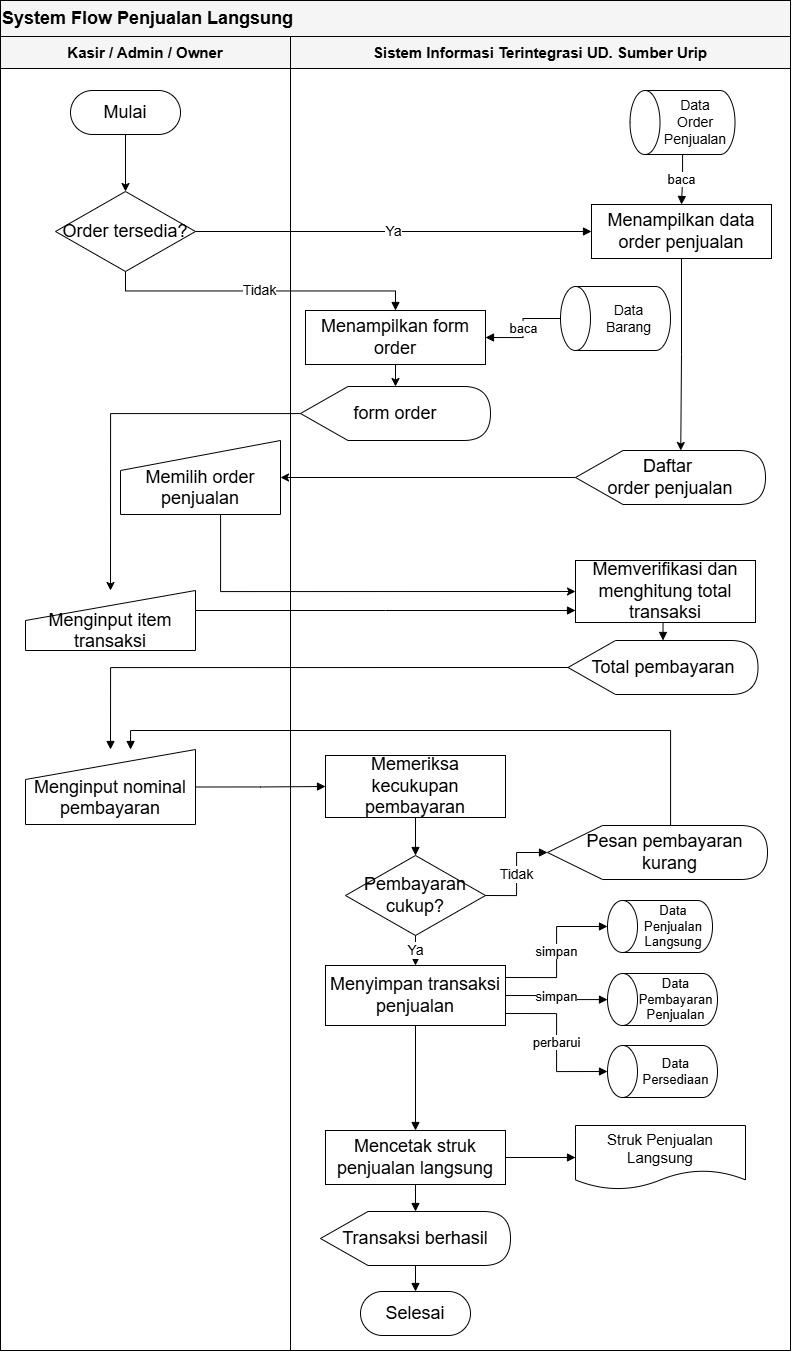 System Flow Penjualan Langsung
Kasir / Admin / Owner
Sistem Informasi Terintegrasi UD. Sumber Urip
Mulai
Data
Order
Penjualan
baca
Order tersedia?
Ya
Menampilkan data
order penjualan
Tidak
Menampilkan form
order
baca
Data
Barang
form order
Memilih order
penjualan
Daftar
order penjualan
Memverifikasi dan
menghitung total
transaksi
Menginput item
transaksi
Total pembayaran
Menginput nominal
pembayaran
Memeriksa
kecukupan
pembayaran
Pesan pembayaran
kurang
Tidak
Pembayaran
cukup?
Ya
Data
Penjualan
Langsung
simpan
Menyimpan transaksi
penjualan
simpan
Data
Pembayaran
Penjualan
perbarui
Data
Persediaan
Mencetak struk
penjualan langsung
Struk Penjualan
Langsung
Transaksi berhasil
Selesai